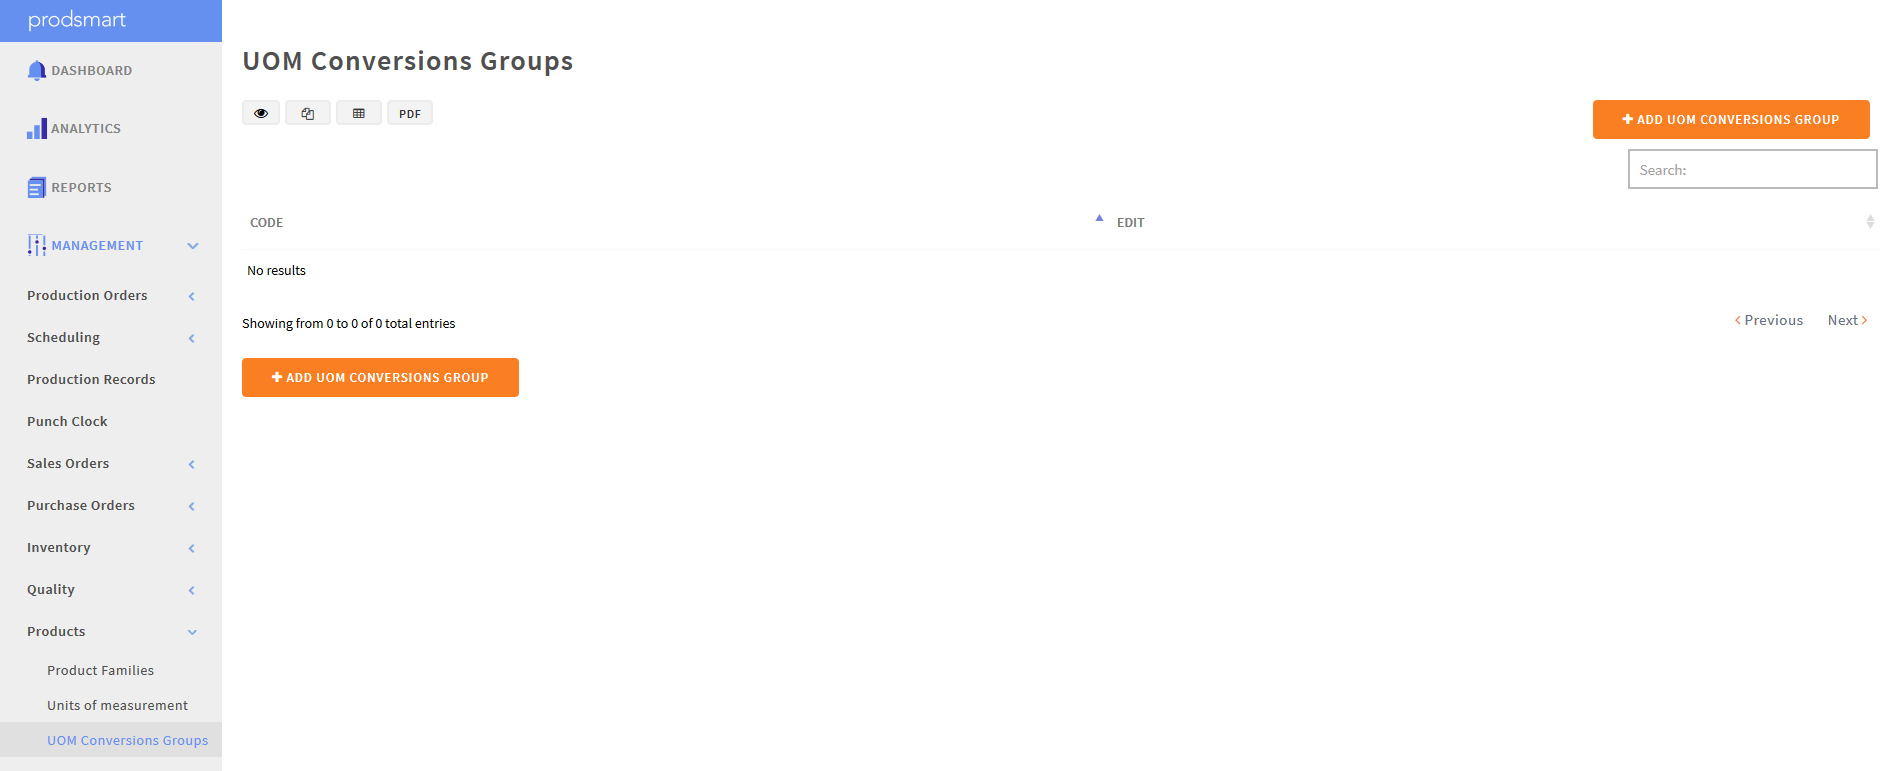 prodsmart
DASHBOARD
ANALYTICS
REPORTS
MANAGEMENT
Production Orders
Scheduling
Production Records
Punch Clock
Sales Orders
Purchase Orders
Inventory
Quality
Products
Product Families
Units of measurement
UOM Conversions Groups
UOM Conversions Groups
PDF
ADD UOM CONVERSIONS GROUP
Search:
CODE EDIT
No results
Showing from 0 to 0 of 0 total entries
Previous Next
ADD UOM CONVERSIONS GROUP